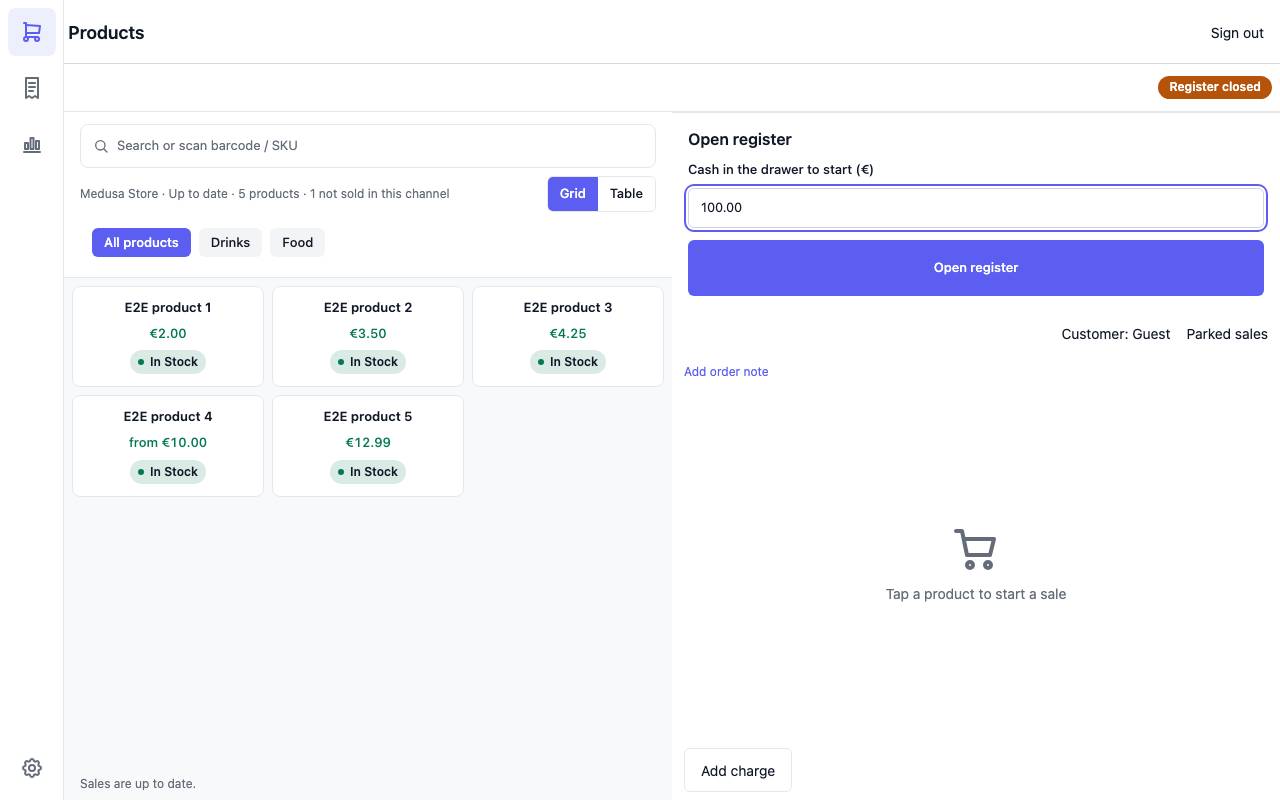 Products
Sign out
Register closed
Search or scan barcode / SKU
Medusa Store · Up to date · 5 products · 1 not sold in this channel
Grid
Table
All products
Drinks
Food
E2E product 1
€2.00
In Stock
E2E product 2
€3.50
In Stock
E2E product 3
€4.25
In Stock
E2E product 4
from €10.00
In Stock
E2E product 5
€12.99
In Stock
Sales are up to date.
Open register
Cash in the drawer to start (€)
100.00
Open register
Customer: Guest
Parked sales
Add order note
Tap a product to start a sale
Add charge